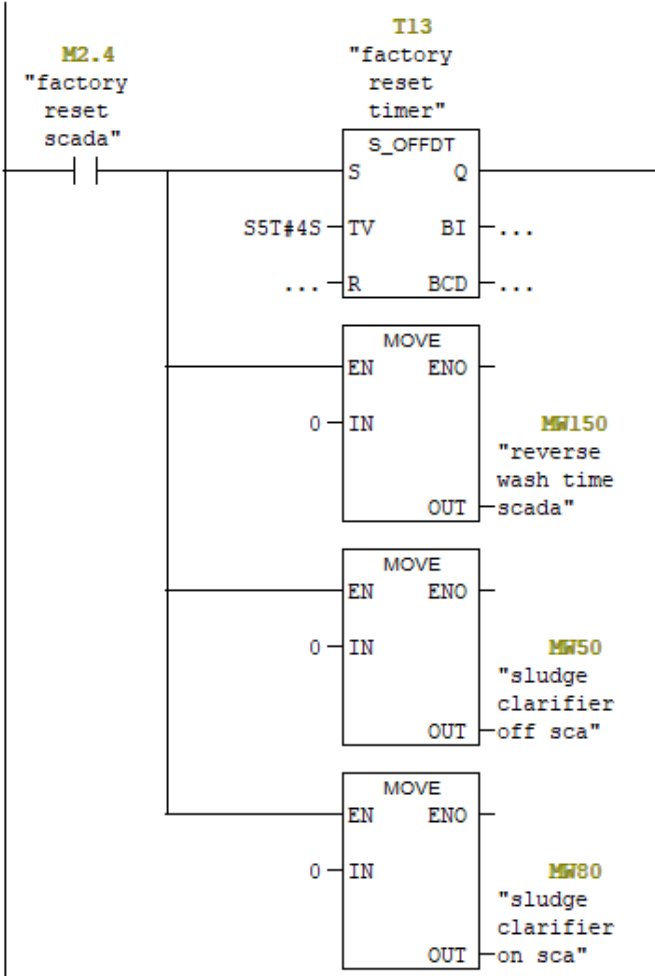 T13
M2.4
"factory
"factory
reset
reset
timer"
scada"
S_OFFDT
S Q
S5T#4S TV BI ...
... R BCD ...
MOVE
EN ENO
0 IN
MW150
"reverse
wash time
OUT scada"
MOVE
EN ENO
0 IN
MW50
"sludge
clarifier
OUT off sca"
MOVE
EN ENO
0 IN
MW80
"sludge
clarifier
OUT on sca"